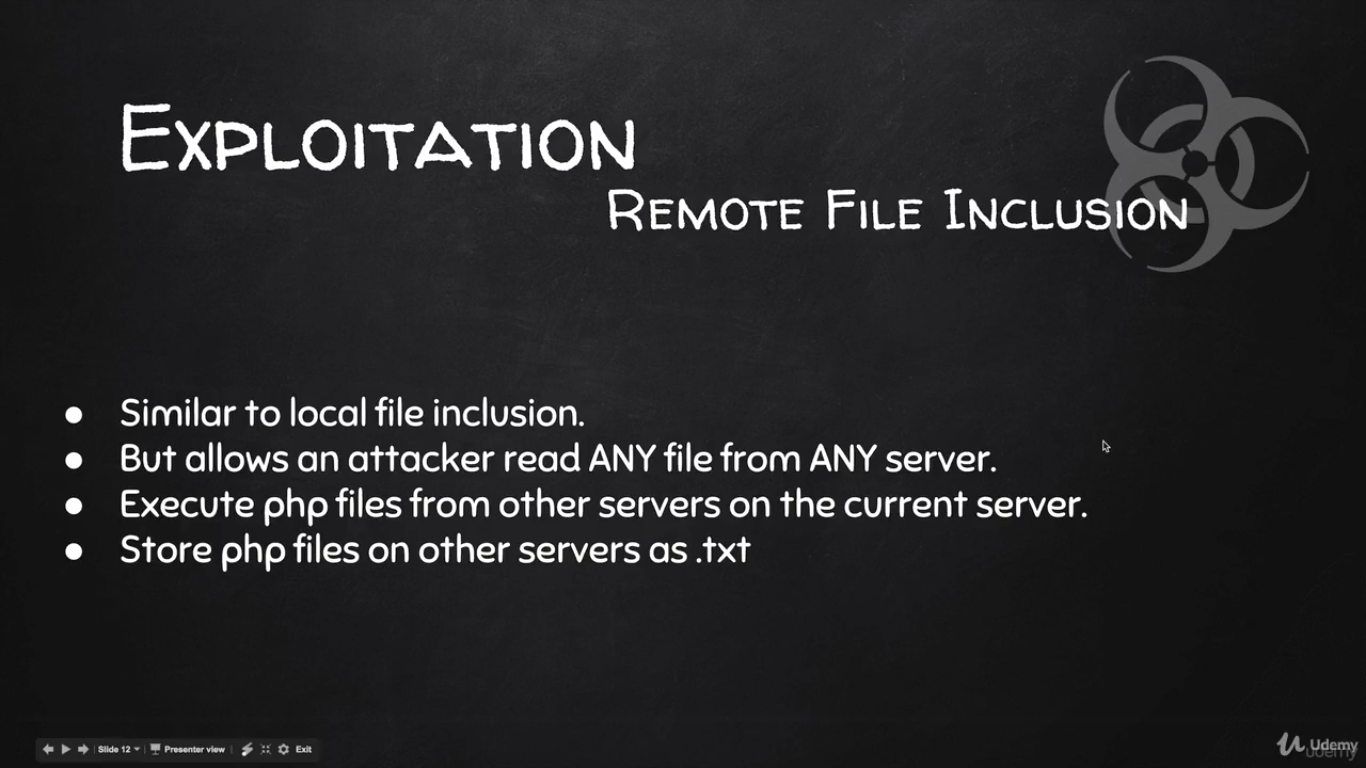 Exploitation
Remote File Inclusion
● Similar to local file inclusion.
● But allows an attacker read ANY file from ANY server.
● Execute php files from other servers on the current server.
● Store php files on other servers as .txt
Slide 12 Presenter view Exit
Udemy
udemy